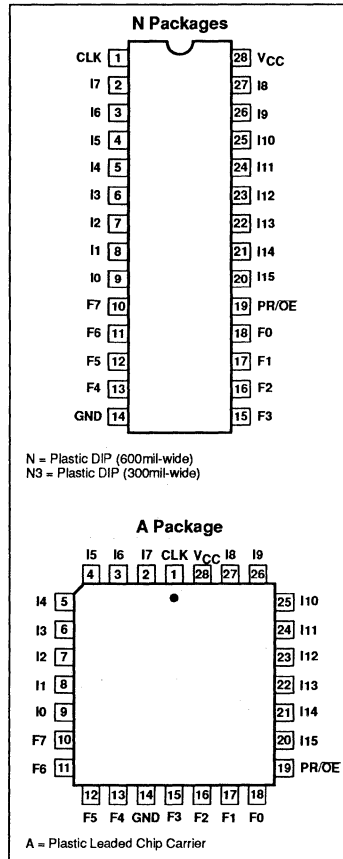 N Packages
CLK 1 28 VCC
I7 2 27 I8
I6 3 26 I9
I5 4 25 I10
I4 5 24 I11
I3 6 23 I12
I2 7 22 I13
I1 8 21 I14
I0 9 20 I15
F7 10 19 PR/OE
F6 11 18 F0
F5 12 17 F1
F4 13 16 F2
GND 14 15 F3
N = Plastic DIP (600mil-wide)
N3 = Plastic DIP (300mil-wide)
A Package
I5 I6 I7 CLK VCC I8 I9
4 3 2 1 28 27 26
I4 5 25 I10
I3 6 24 I11
I2 7 23 I12
I1 8 22 I13
I0 9 21 I14
F7 10 20 I15
F6 11 19 PR/OE
12 13 14 15 16 17 18
F5 F4 GND F3 F2 F1 F0
A = Plastic Leaded Chip Carrier